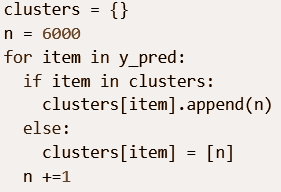 clusters = {}
n = 6000
for item in y_pred:
  if item in clusters:
    clusters[item].append(n)
  else:
    clusters[item] = [n]
  n +=1